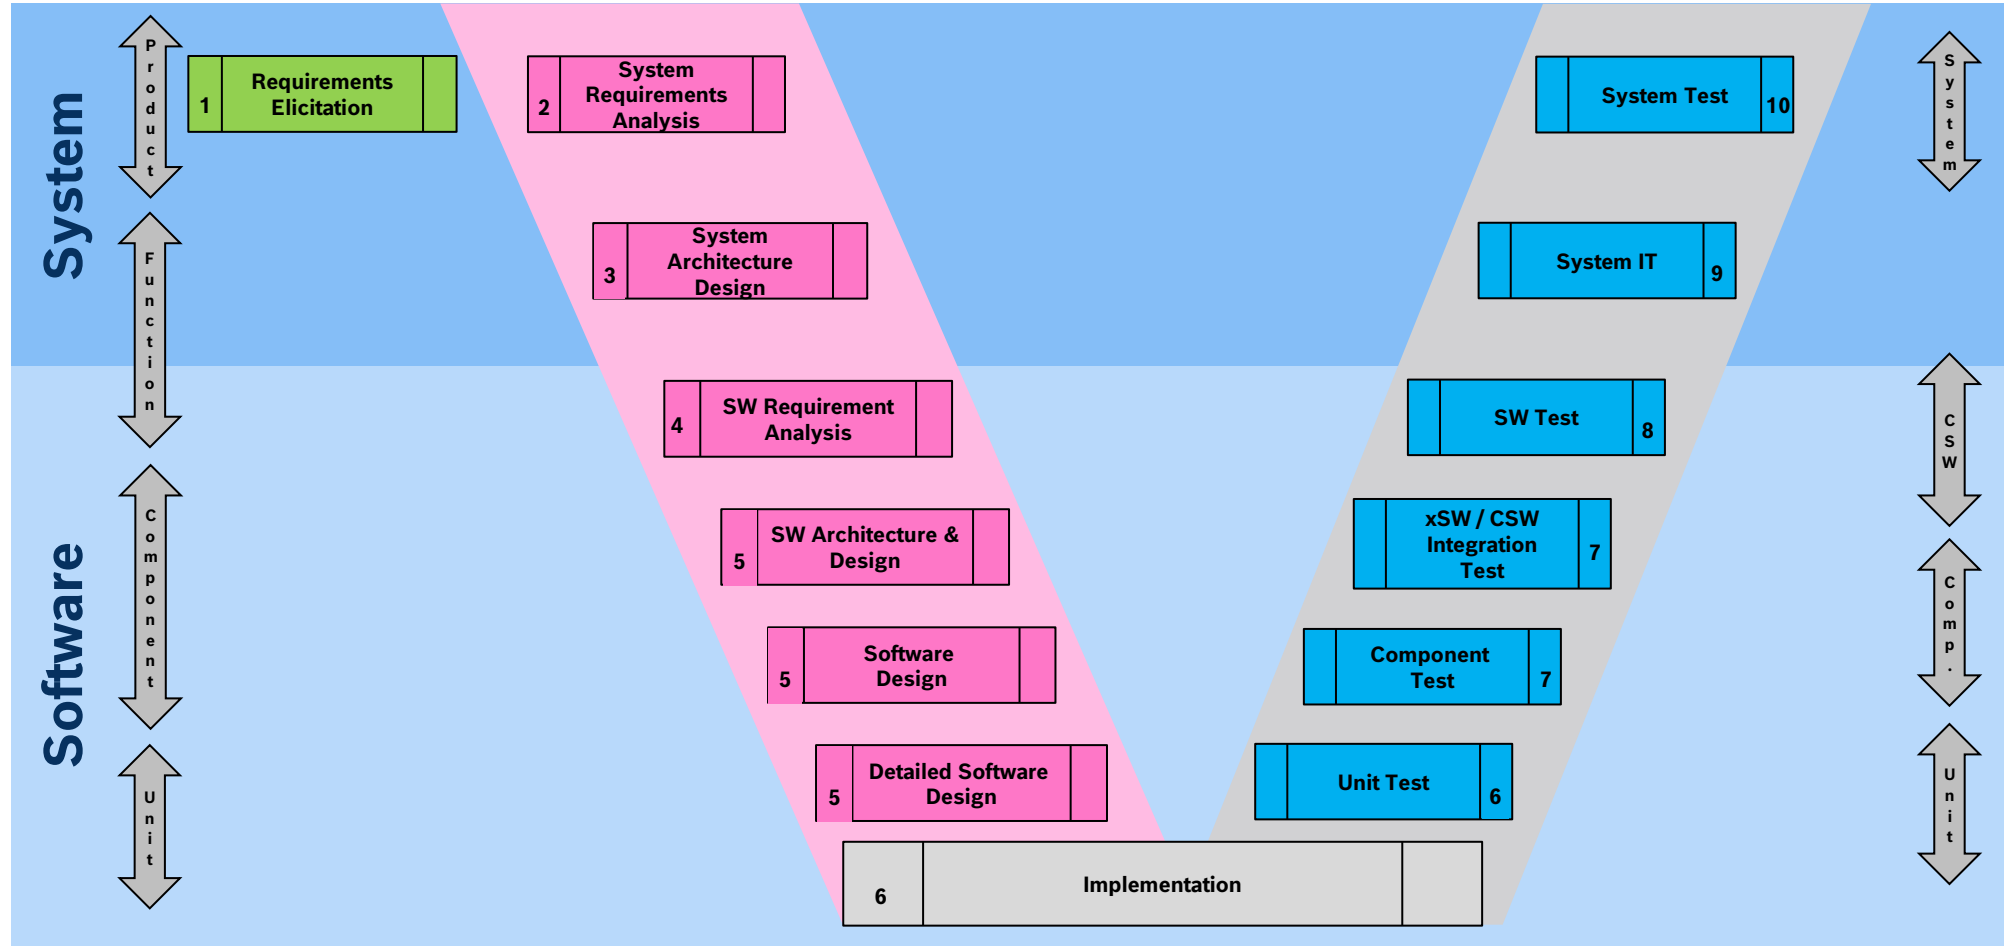 System
Software
Product
Function
Component
Unit
1
Requirements
Elicitation
2
System
Requirements
Analysis
3
System
Architecture
Design
4
SW Requirement
Analysis
5
SW Architecture &
Design
5
Software
Design
5
Detailed Software
Design
6
Implementation
System Test
10
System IT
9
SW Test
8
xSW / CSW
Integration
Test
7
Component
Test
7
Unit Test
6
System
CSW
Comp.
Unit